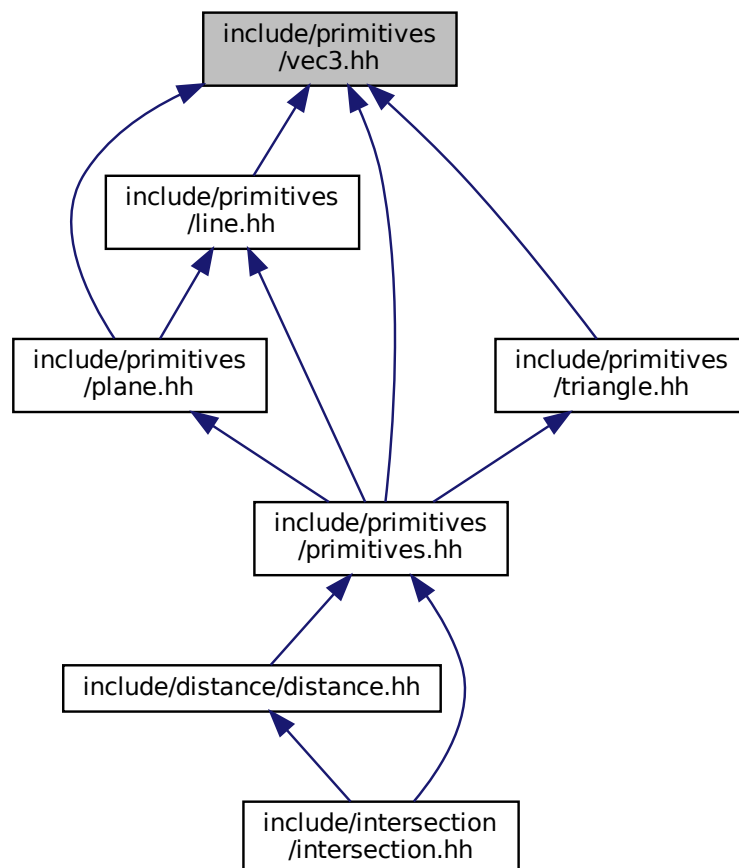 include/primitives
/vec3.hh
include/primitives
/line.hh
include/primitives
/plane.hh
include/primitives
/triangle.hh
include/primitives
/primitives.hh
include/distance/distance.hh
include/intersection
/intersection.hh